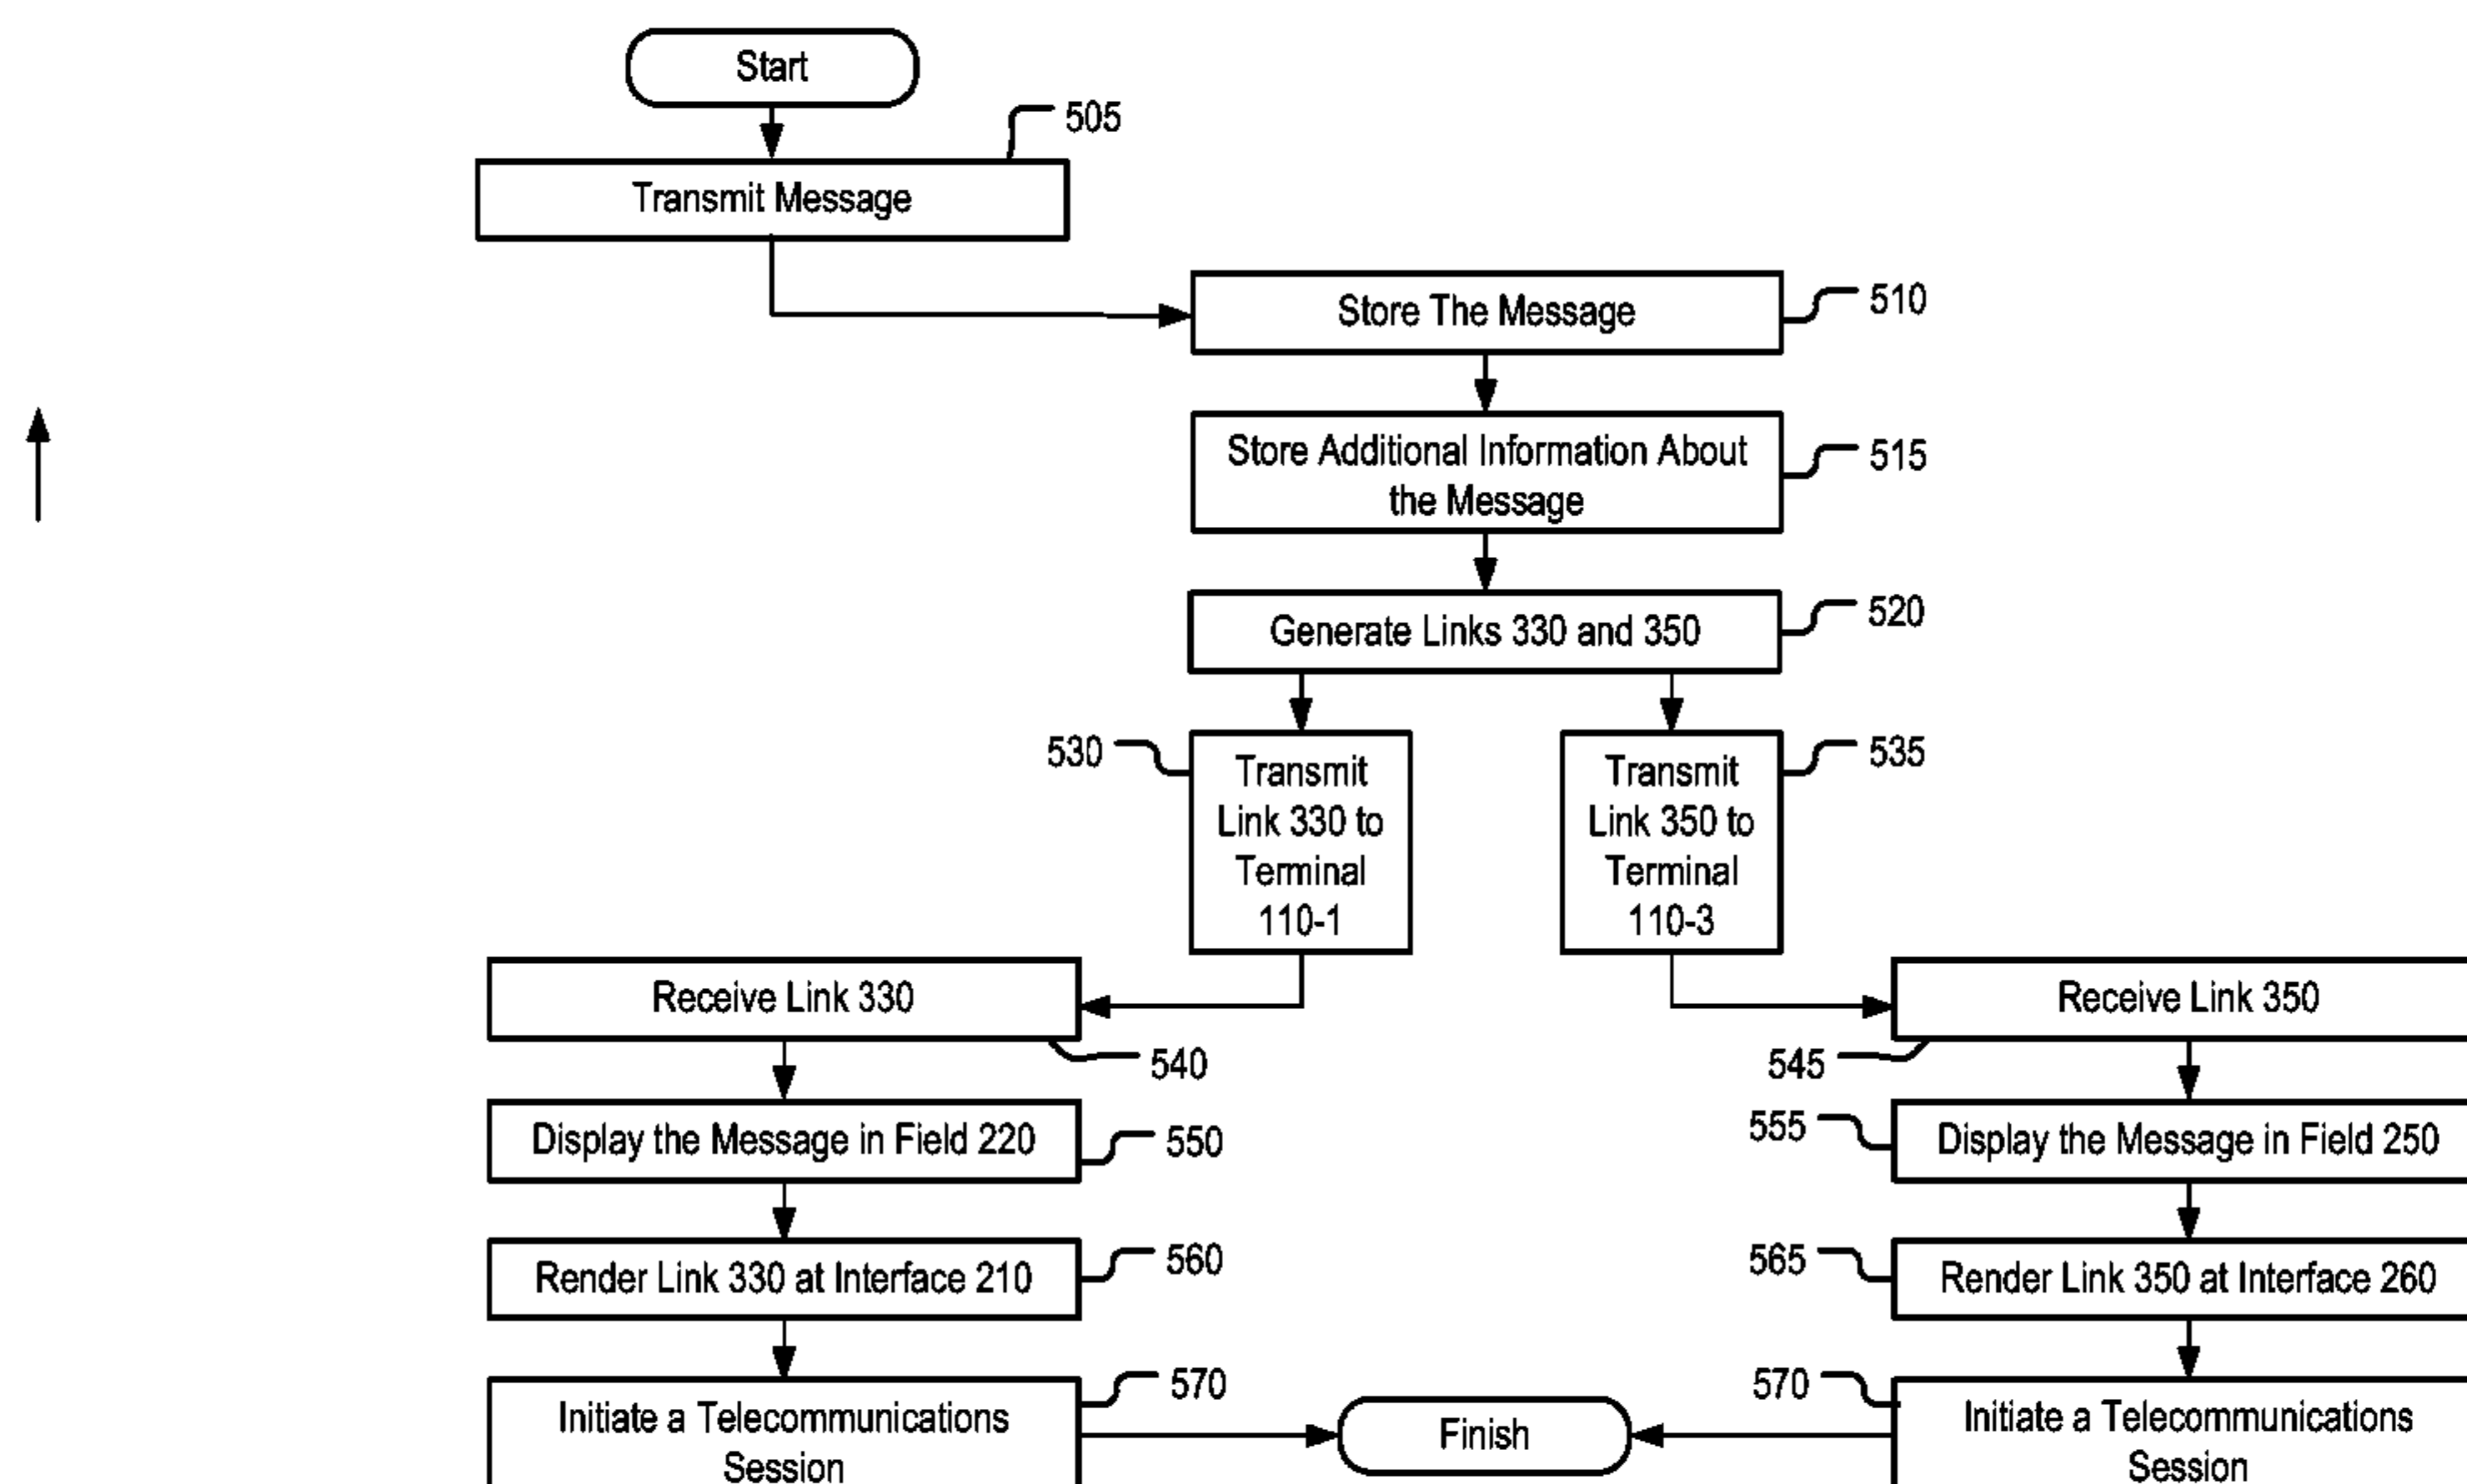 Start
505
Transmit Message
Store The Message
510
Store Additional Information About
the Message
515
Generate Links 330 and 350
520
530
Transmit
Link 330 to
Terminal
110-1
Transmit
Link 350 to
Terminal
110-3
535
Receive Link 330
540
Receive Link 350
545
Display the Message in Field 220
550
555
Display the Message in Field 250
Render Link 330 at Interface 210
560
565
Render Link 350 at Interface 260
Initiate a Telecommunications
Session
570
Finish
570
Initiate a Telecommunications
Session